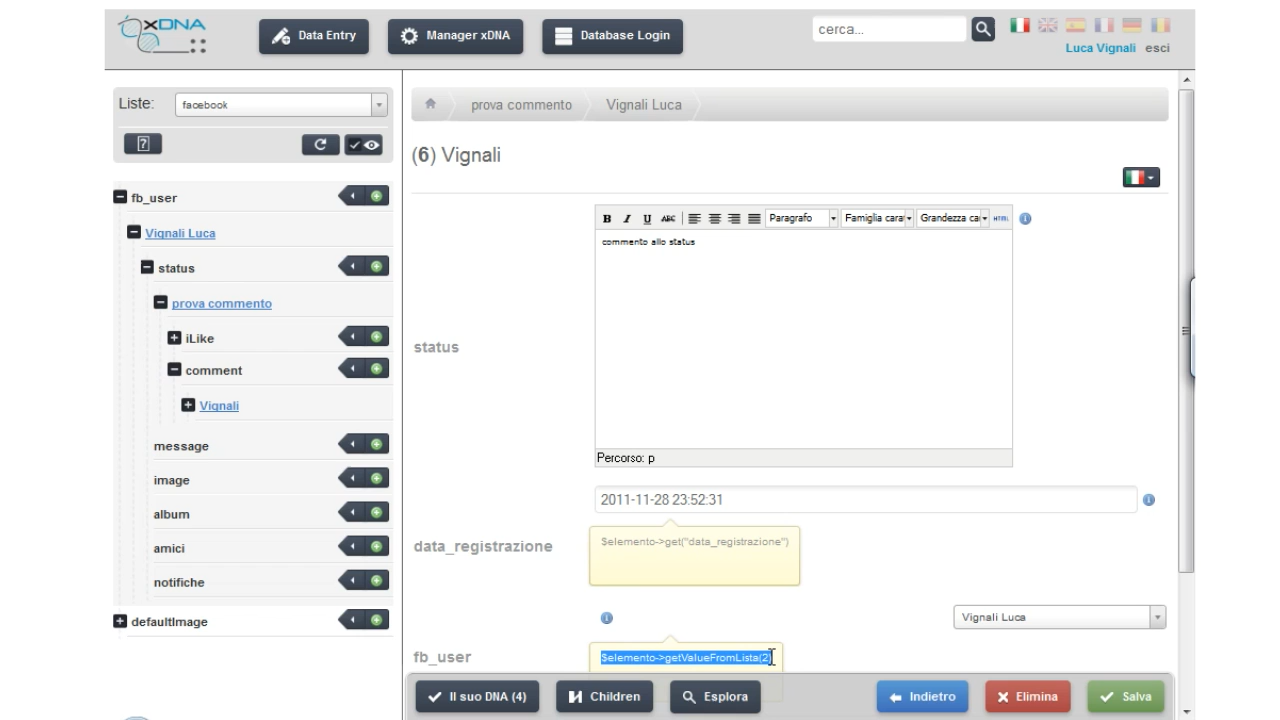 xDNA
Data Entry
Manager xDNA
Database Login
cerca...
Luca Vignali esci
Liste: facebook
prova commento
Vignali Luca
(6) Vignali
fb_user
Vignali Luca
status
prova commento
iLike
comment
Vignali
message
image
album
amici
notifiche
defaultImage
B I U ABC Paragrafo Famiglia carat Grandezza ca HTML
commento allo status
status
Percorso: p
2011-11-28 23:52:31
data_registrazione
$elemento->get("data_registrazione")
Vignali Luca
fb_user
$elemento->getValueFromLista(2)
Il suo DNA (4)
Children
Esplora
Indietro
Elimina
Salva